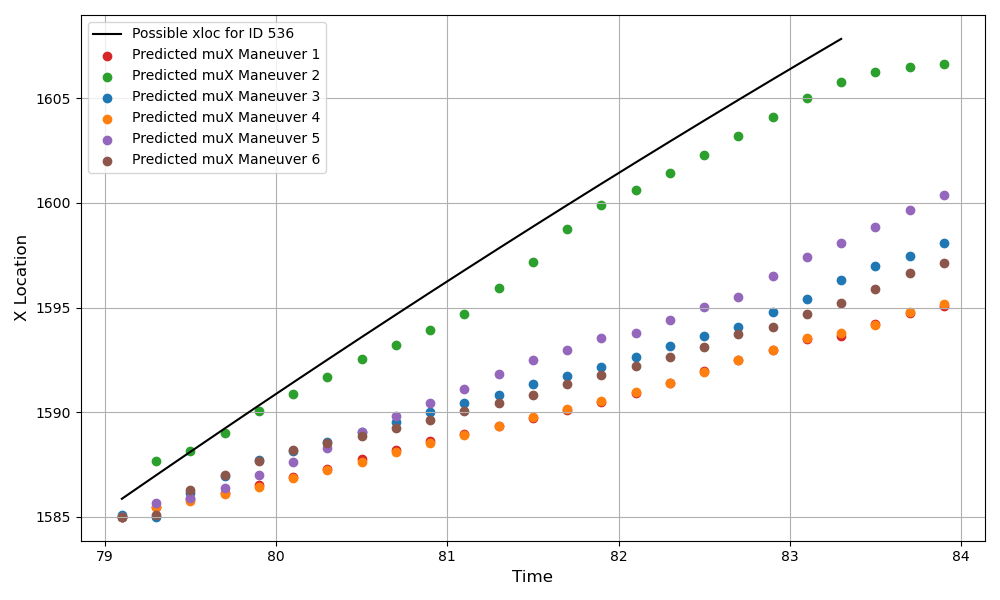 Possible xloc for ID 536
Predicted muX Maneuver 1
Predicted muX Maneuver 2
Predicted muX Maneuver 3
Predicted muX Maneuver 4
Predicted muX Maneuver 5
Predicted muX Maneuver 6
X Location
1605
1600
1595
1590
1585
79
80
81
82
83
84
Time